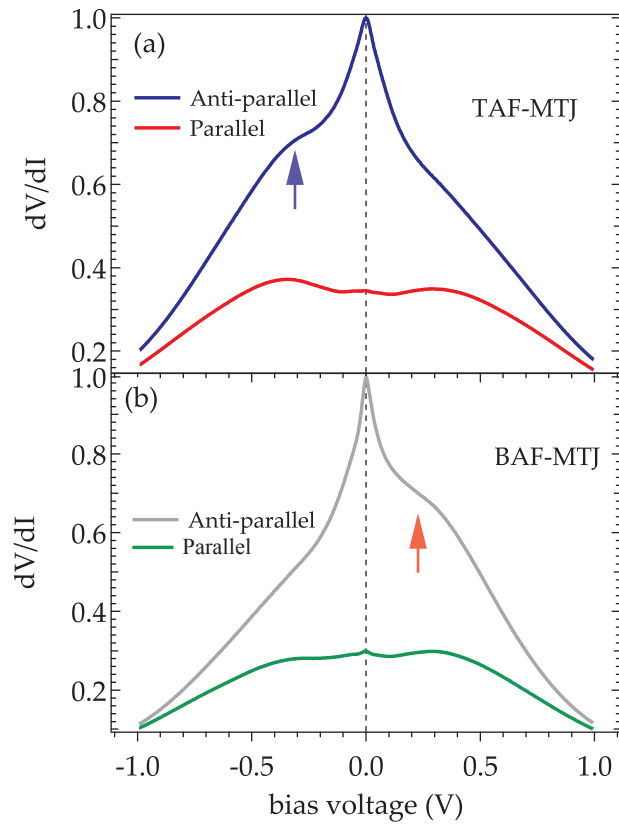 (a)
Anti-parallel
Parallel
TAF-MTJ
dV/dI
1.0
0.8
0.6
0.4
0.2
(b)
BAF-MTJ
Anti-parallel
Parallel
dV/dI
1.0
0.8
0.6
0.4
0.2
-1.0 -0.5 0.0 0.5 1.0
bias voltage (V)